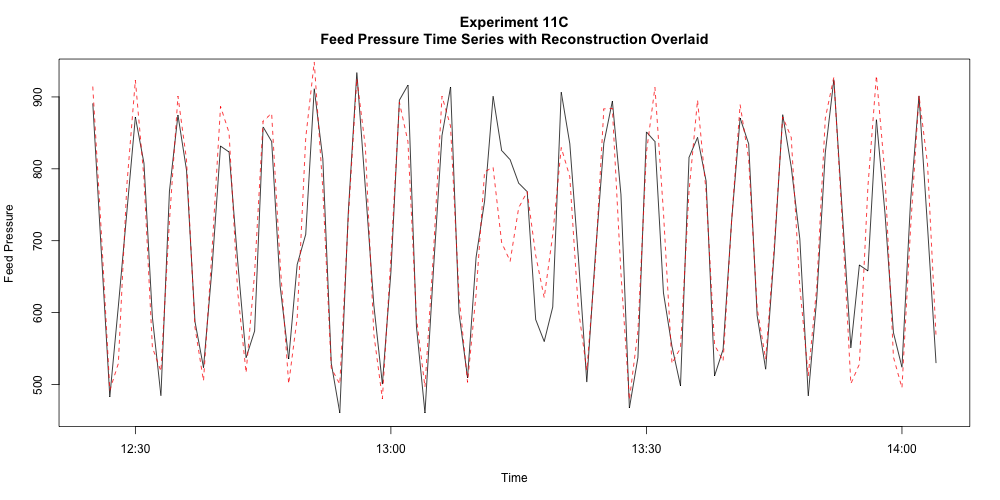 Experiment 11C
Feed Pressure Time Series with Reconstruction Overlaid
Feed Pressure
900
800
700
600
500
12:30
13:00
13:30
14:00
Time